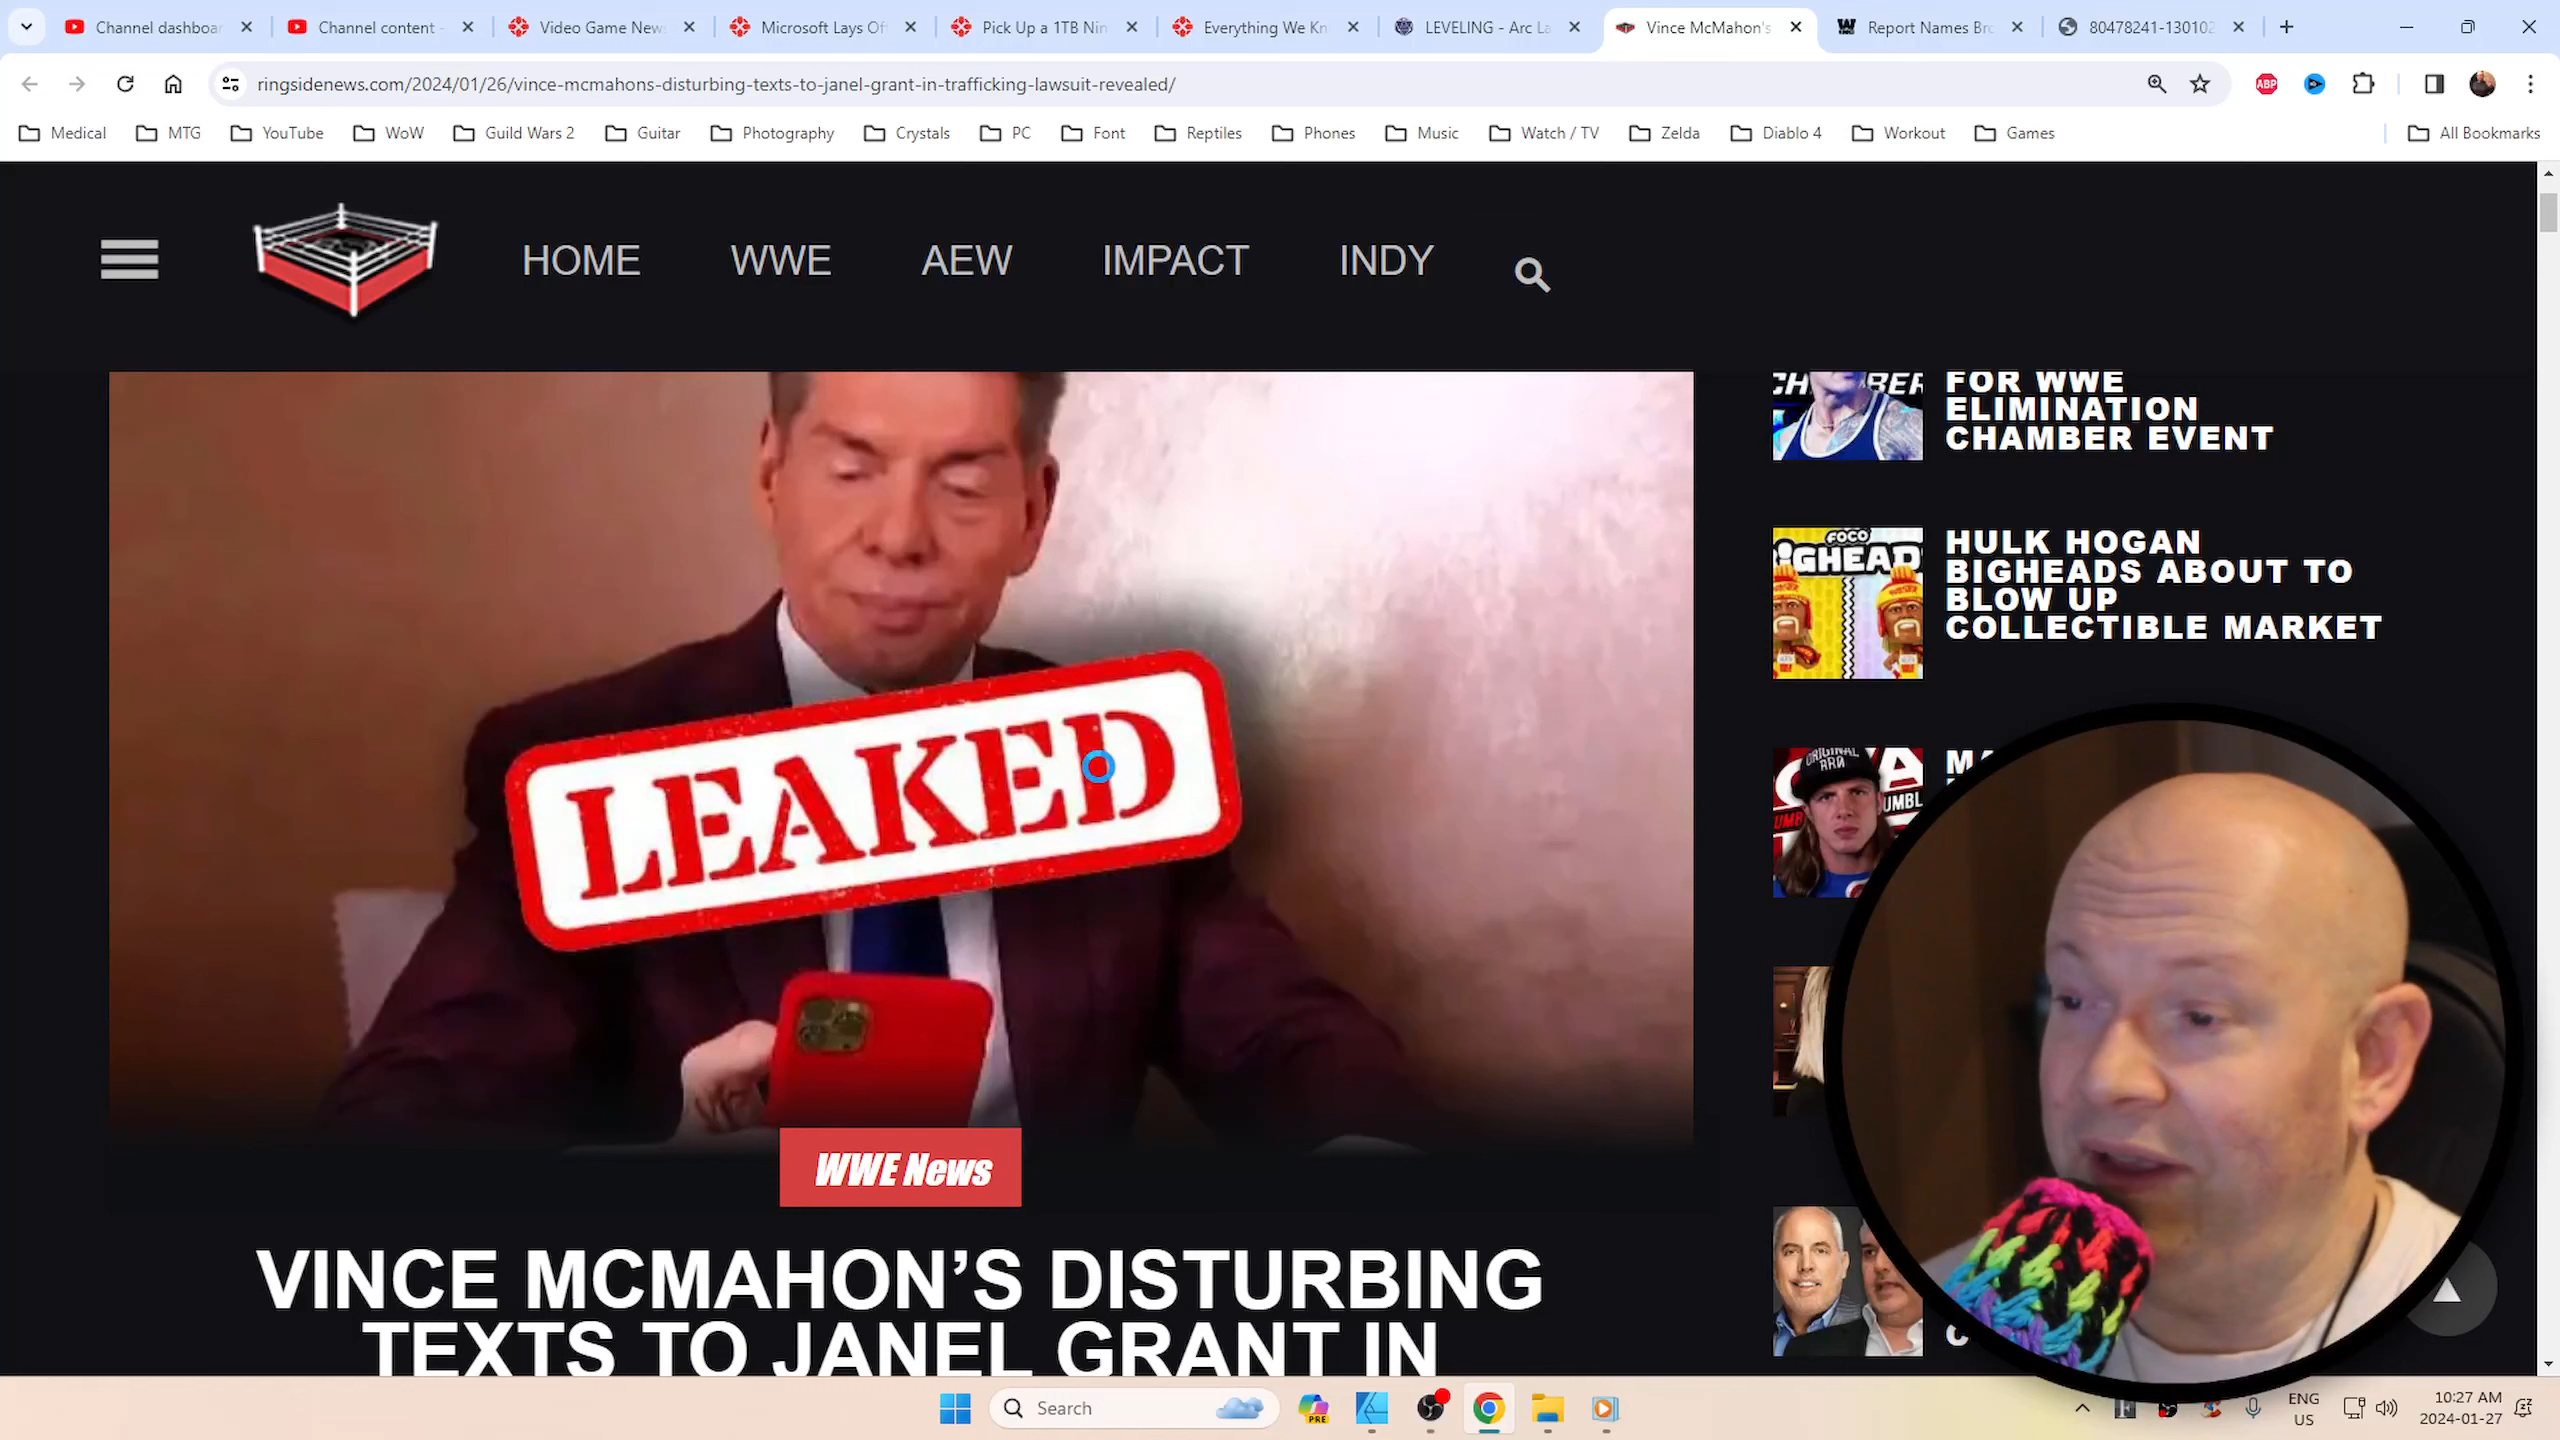 Channel dashboar
Channel content -
Video Game New
Microsoft Lays Of
Pick Up a 1TB Nin
Everything We Kn
LEVELING - Arc La
Vince McMahon's
Report Names Bro
80478241-130102
ringsidenews.com/2024/01/26/vince-mcmahons-disturbing-texts-to-janel-grant-in-trafficking-lawsuit-revealed/
ABP
Medical
MTG
YouTube
WoW
Guild Wars 2
Guitar
Photography
Crystals
PC
Font
Reptiles
Phones
Music
Watch / TV
Zelda
Diablo 4
Workout
Games
All Bookmarks
HOME
WWE
AEW
IMPACT
INDY
LEAKED
WWE News
VINCE MCMAHON'S DISTURBING
TEXTS TO JANEL GRANT IN
FOR WWE
ELIMINATION
CHAMBER EVENT
FOCO
HULK HOGAN
BIGHEADS ABOUT TO
BLOW UP
COLLECTIBLE MARKET
ORIGINAL
Search
PRE
ENG
US
10:27 AM
2024-01-27